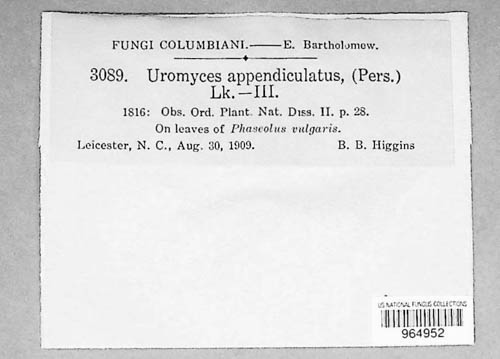 FUNGI COLUMBIANI.——E. Bartholomew.
3089. Uromyces appendiculatus, (Pers.)
Lk.—III.
1816: Obs. Ord. Plant. Nat. Diss. II. p. 28.
On leaves of Phaseolus vulgaris.
Leicester, N. C., Aug. 30, 1909. B. B. Higgins
US NATIONAL FUNGUS COLLECTIONS
964952